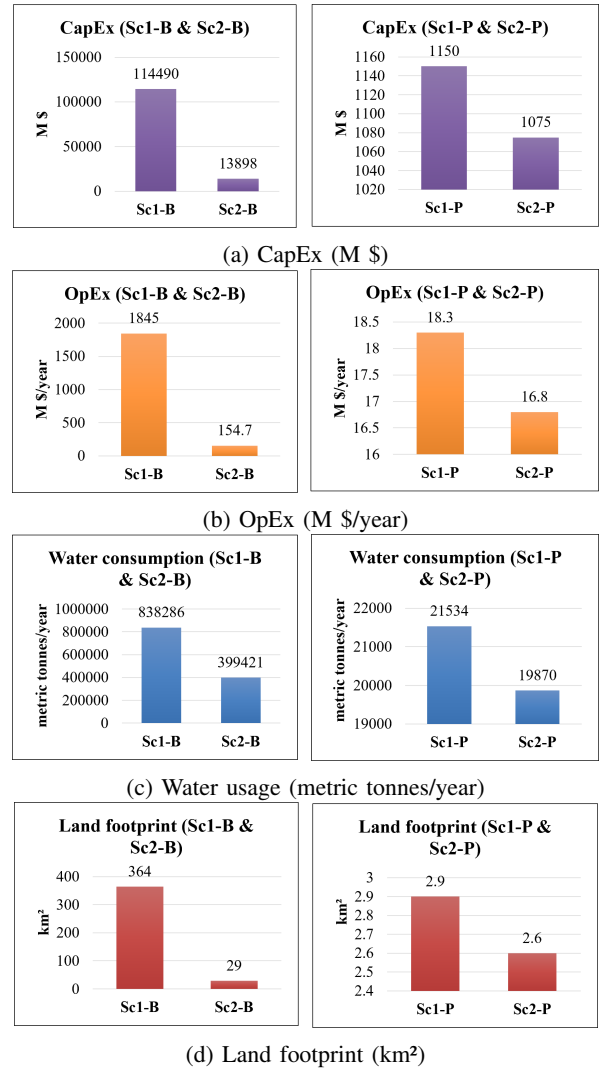 CapEx (Sc1-B & Sc2-B)
150000
114490
100000
M $
50000
13898
0
Sc1-B Sc2-B
CapEx (Sc1-P & Sc2-P)
1160
1150
1140
1120
1100
M $
1080
1075
1060
1040
1020
Sc1-P Sc2-P
(a) CapEx (M $)
OpEx (Sc1-B & Sc2-B)
2000
1845
1500
M $/year
1000
500
154.7
0
Sc1-B Sc2-B
OpEx (Sc1-P & Sc2-P)
18.5
18.3
18
17.5
M $/year
17
16.8
16.5
16
Sc1-P Sc2-P
(b) OpEx (M $/year)
Water consumption (Sc1-B
& Sc2-B)
1000000
838286
800000
metric tonnes/year
600000
399421
400000
200000
0
Sc1-B Sc2-B
Water consumption (Sc1-P
& Sc2-P)
22000
21534
21000
metric tonnes/year
20000
19870
19000
Sc1-P Sc2-P
(c) Water usage (metric tonnes/year)
Land footprint (Sc1-B &
Sc2-B)
400
364
300
km²
200
100
29
0
Sc1-B Sc2-B
Land footprint (Sc1-P &
Sc2-P)
3
2.9
2.9
2.8
km²
2.7
2.6
2.6
2.5
2.4
Sc1-P Sc2-P
(d) Land footprint (km²)